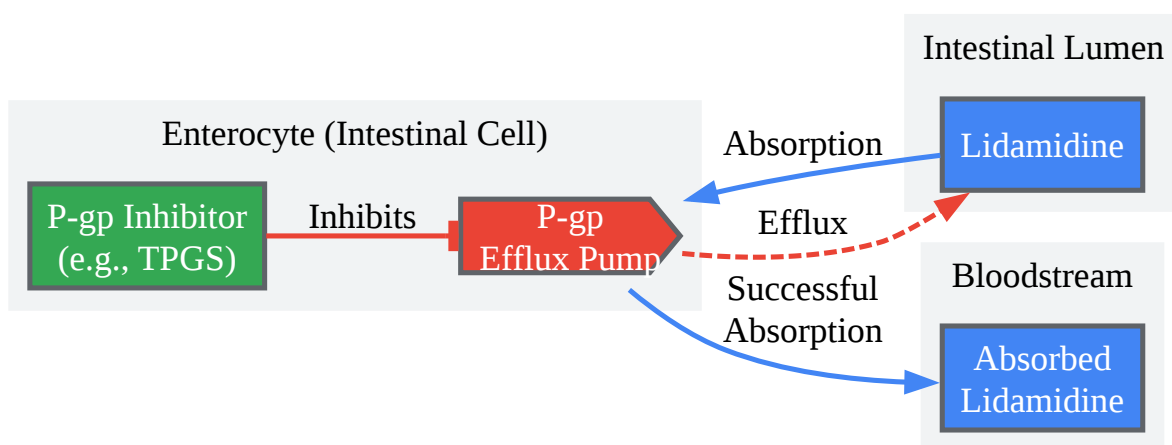 Intestinal Lumen
Enterocyte (Intestinal Cell)
Absorption
Lidamidine
P-gp Inhibitor
(e.g., TPGS)
Inhibits
P-gp
Efflux Pump
Efflux
Successful
Absorption
Bloodstream
Absorbed
Lidamidine